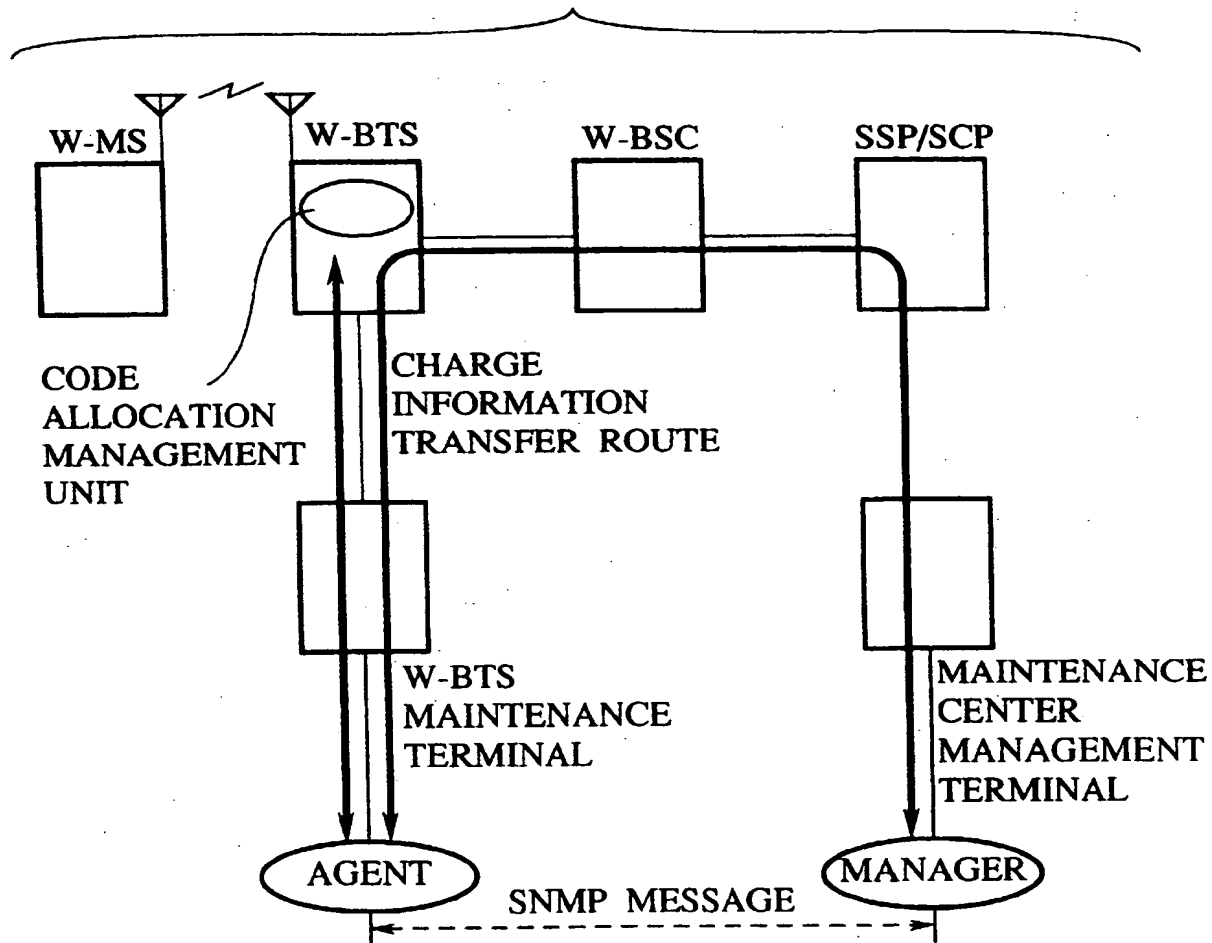 W-MS
W-BTS
W-BSC
SSP/SCP
CODE
ALLOCATION
MANAGEMENT
UNIT
CHARGE
INFORMATION
TRANSFER ROUTE
W-BTS
MAINTENANCE
TERMINAL
MAINTENANCE
CENTER
MANAGEMENT
TERMINAL
AGENT
MANAGER
SNMP MESSAGE